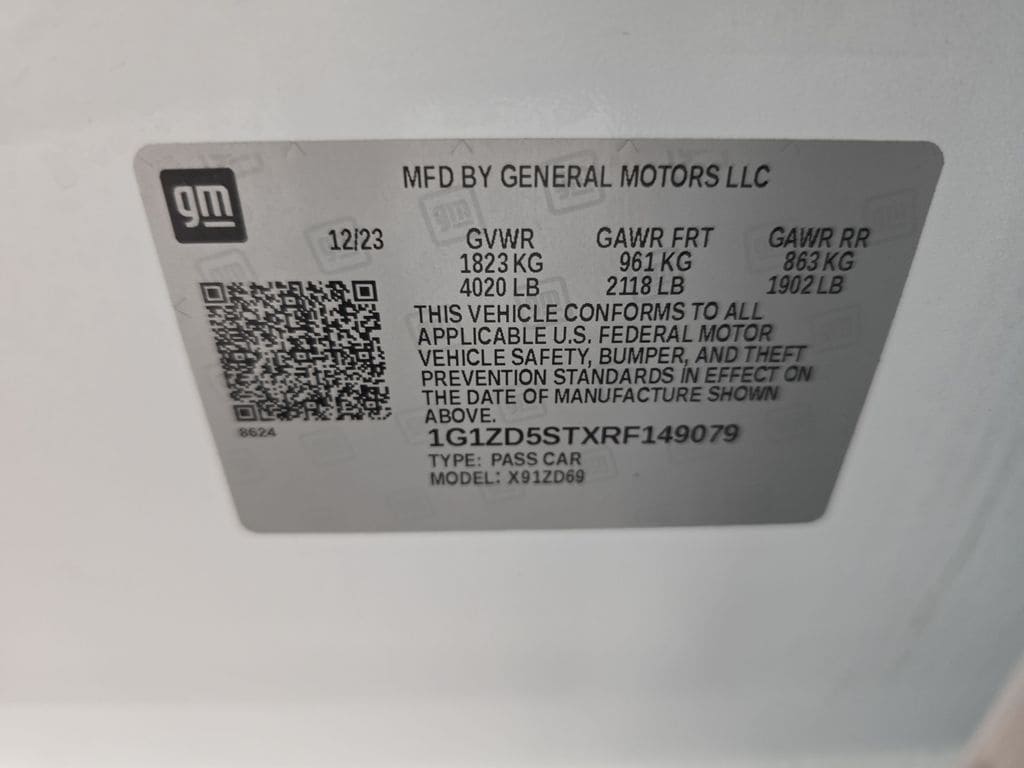 gm
MFD BY GENERAL MOTORS LLC
12/23 GVWR GAWR FRT GAWR RR
1823 KG 961 KG 863 KG
4020 LB 2118 LB 1902 LB
THIS VEHICLE CONFORMS TO ALL
APPLICABLE U.S. FEDERAL MOTOR
VEHICLE SAFETY, BUMPER, AND THEFT
PREVENTION STANDARDS IN EFFECT ON
THE DATE OF MANUFACTURE SHOWN
ABOVE.
8624
1G1ZD5STXRF149079
TYPE: PASS CAR
MODEL: X91ZD69